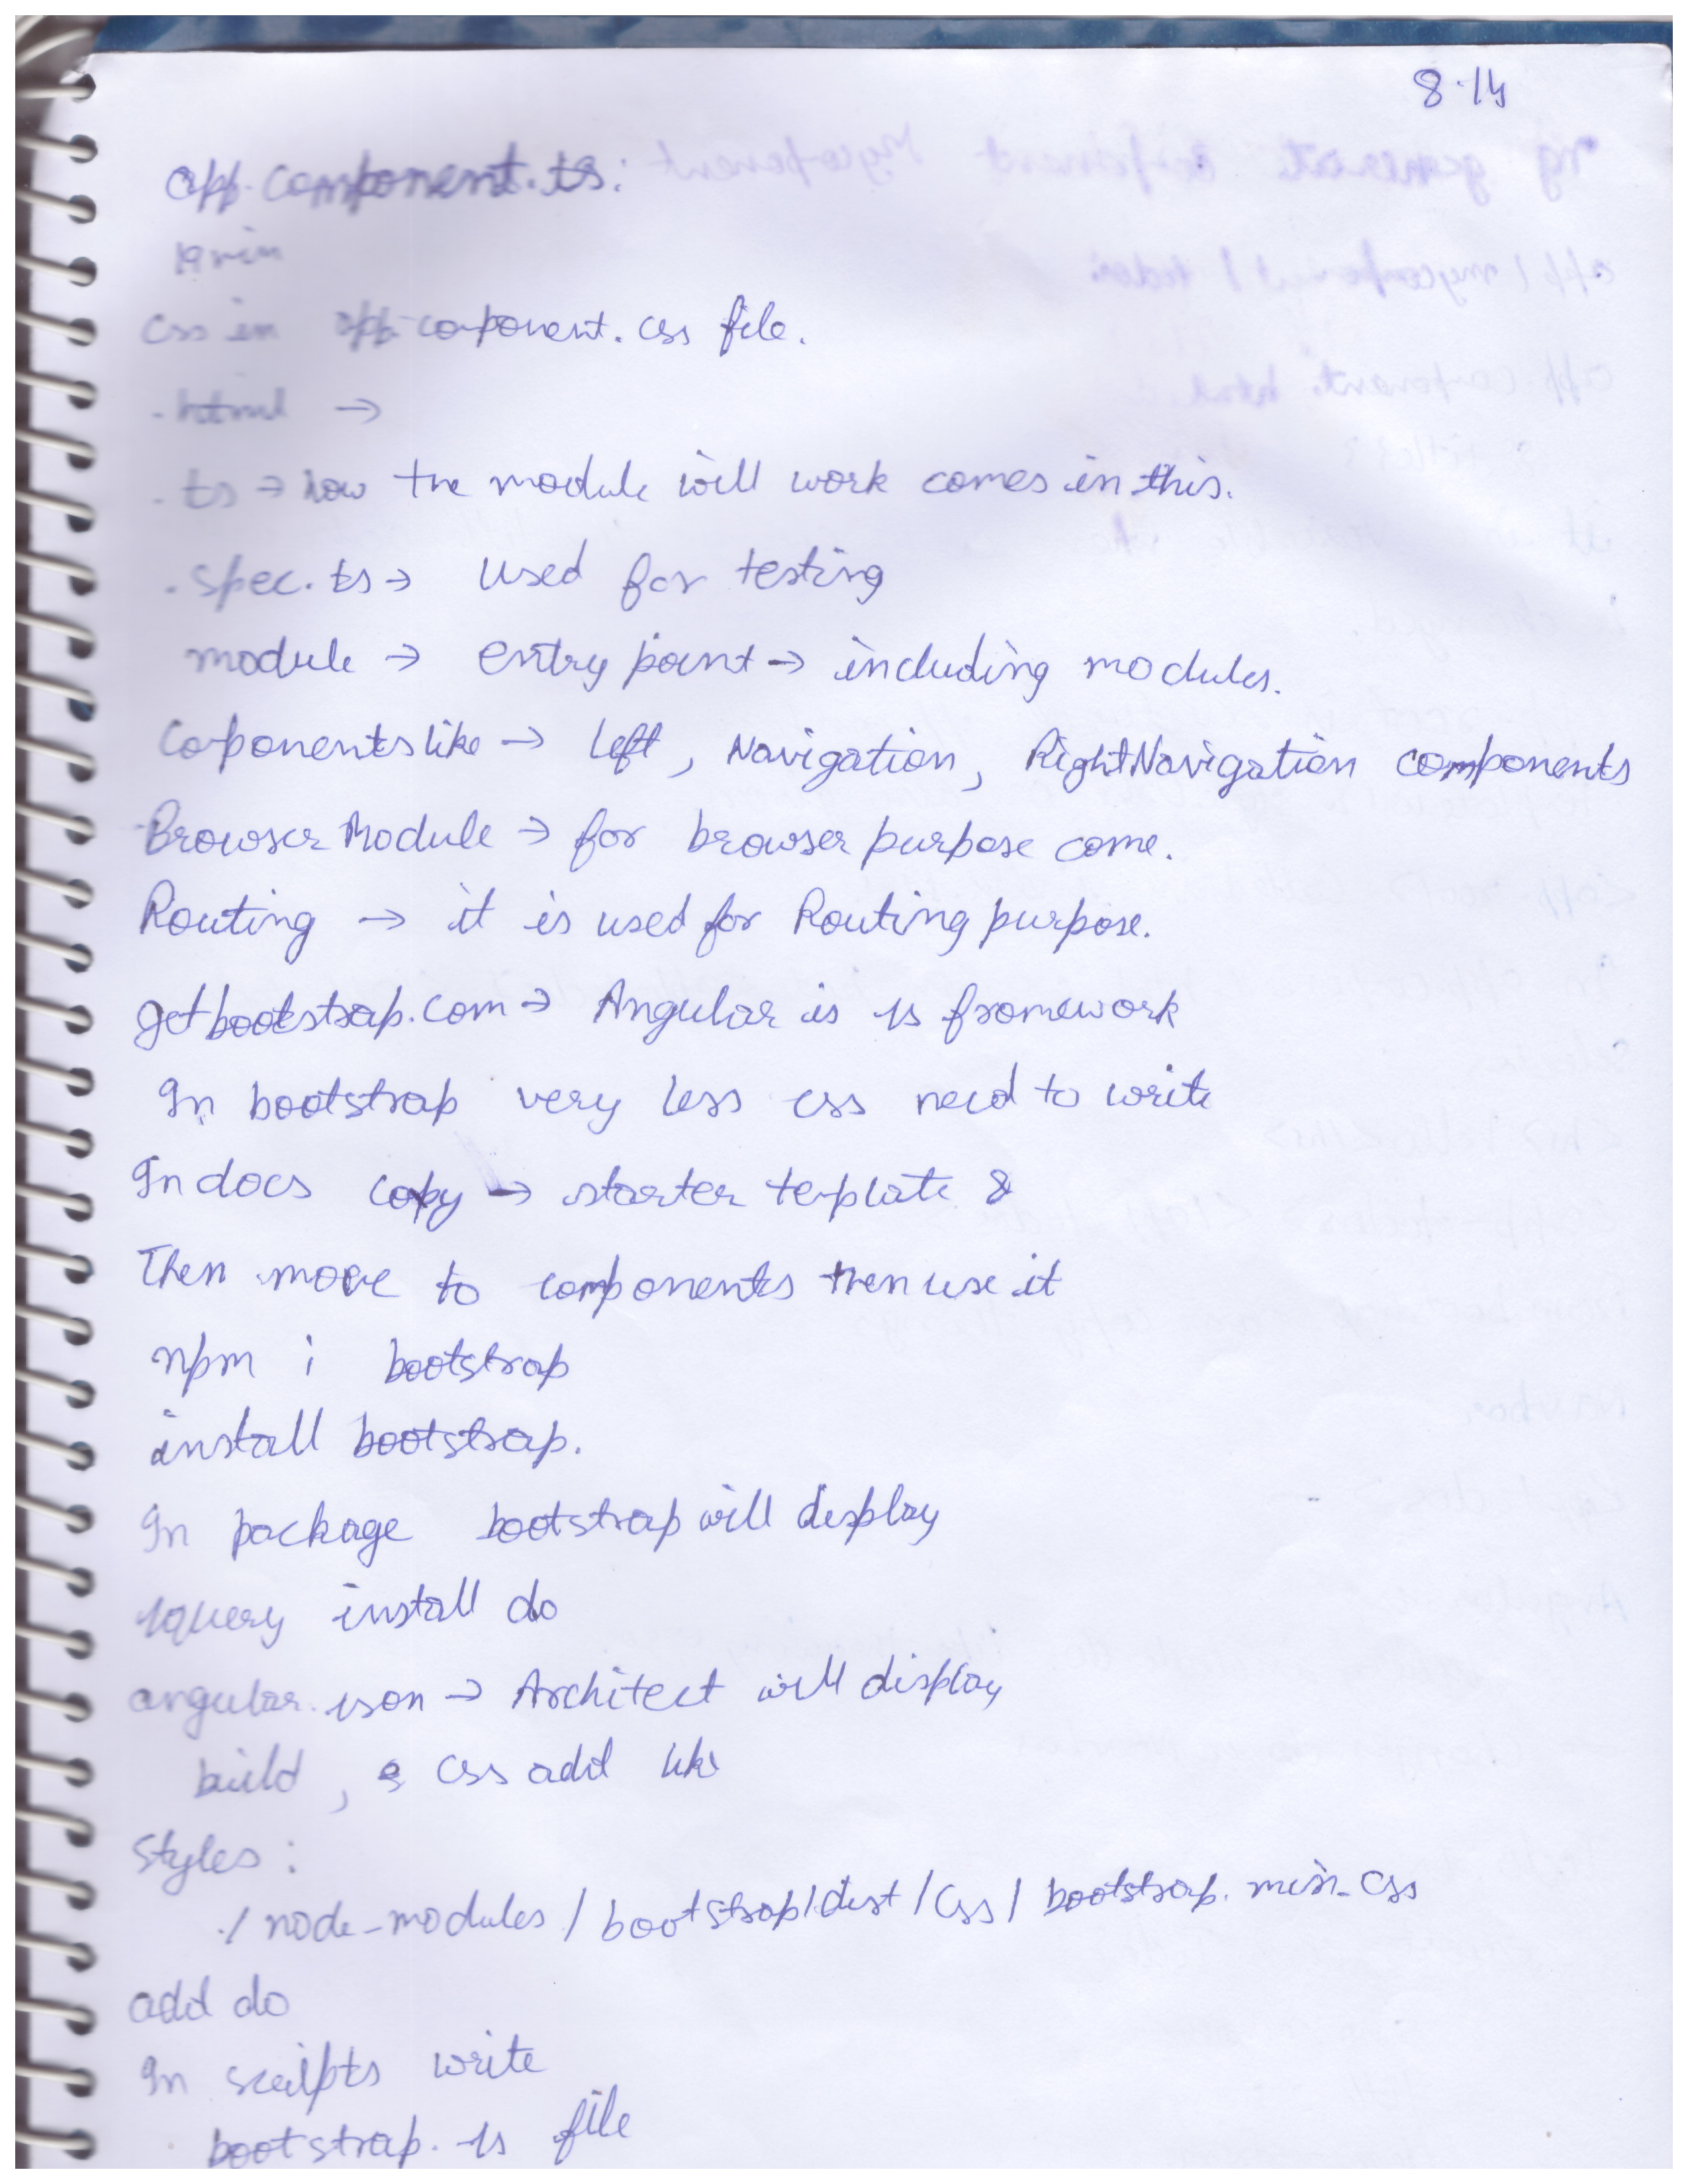 8.14
app.component.ts:
19 min
css in app.component.css file.
.html →
.ts → how the module will work comes in this.
.spec.ts → used for testing
module → entry point → including modules.
Coponents like → left, Navigation, RightNavigation components
BrowserModule → for browser purpose come.
Routing → it is used for Routing purpose.
getbootstrap.com → Angular is js framework
In bootstrap very less css need to write
In docs copy → starter teplate &
Then move to components then use it
npm i bootstrap
install bootstrap.
In package bootstrap will display
jquery install do
angular.json → Architect will display
build, css add like
Styles:
./node_modules/bootstrap/dist/css/bootstrap.min.css
add do
In scripts write
bootstrap.js file